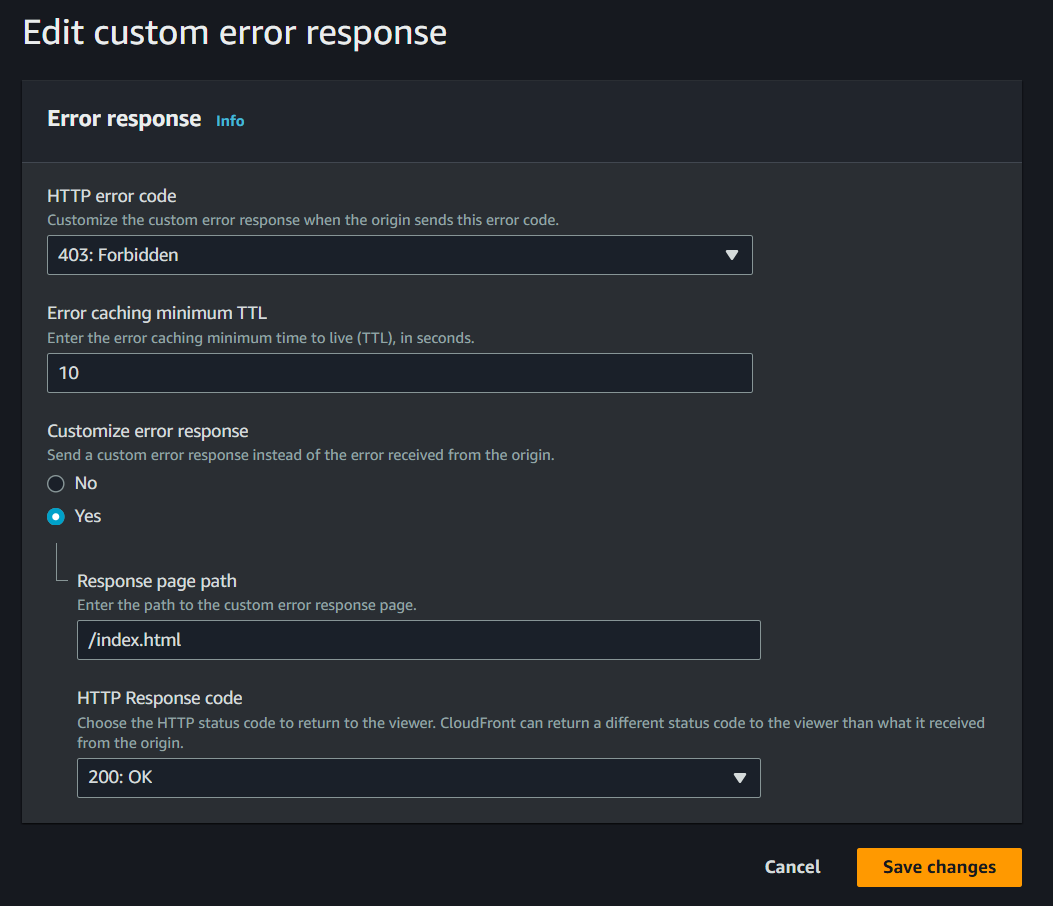 Edit custom error response
Error response Info
HTTP error code
Customize the custom error response when the origin sends this error code.
403: Forbidden
Error caching minimum TTL
Enter the error caching minimum time to live (TTL), in seconds.
10
Customize error response
Send a custom error response instead of the error received from the origin.
No
Yes
Response page path
Enter the path to the custom error response page.
/index.html
HTTP Response code
Choose the HTTP status code to return to the viewer. CloudFront can return a different status code to the viewer than what it received
from the origin.
200: OK
Cancel Save changes